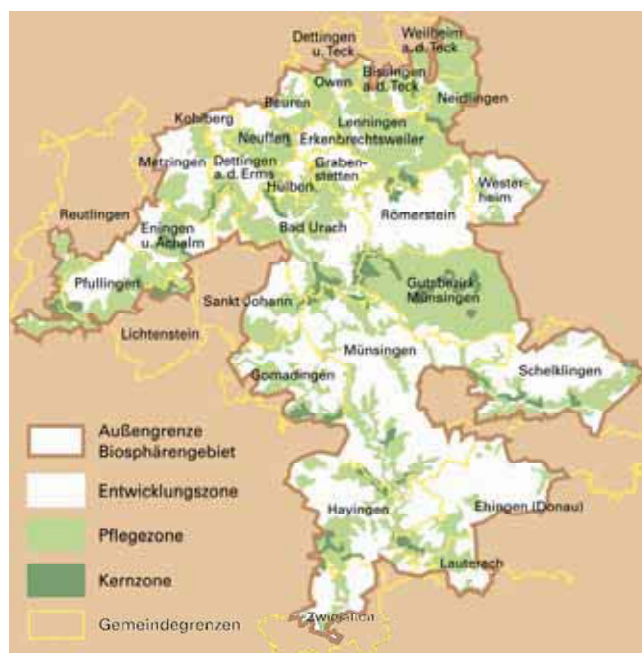 Dettingen
u. Teck
Weilheim
a. d. Teck
Bissingen
a. d. Teck
Owen
Neidlingen
Beuren
Kohlberg
Lenningen
Neuffen
Erkenbrechtsweiler
Metzingen
Dettingen
a. d. Erms
Graben-
stetten
Hülben
Wester-
heim
Reutlingen
Römerstein
Eningen
u. Achalm
Bad Urach
Pfullingen
Gutsbezirk
Münsingen
Sankt Johann
Lichtenstein
Münsingen
Schelklingen
Gomadingen
Außengrenze
Biosphärengebiet
Entwicklungszone
Hayingen
Ehingen (Donau)
Pflegezone
Lauterach
Kernzone
Gemeindegrenzen